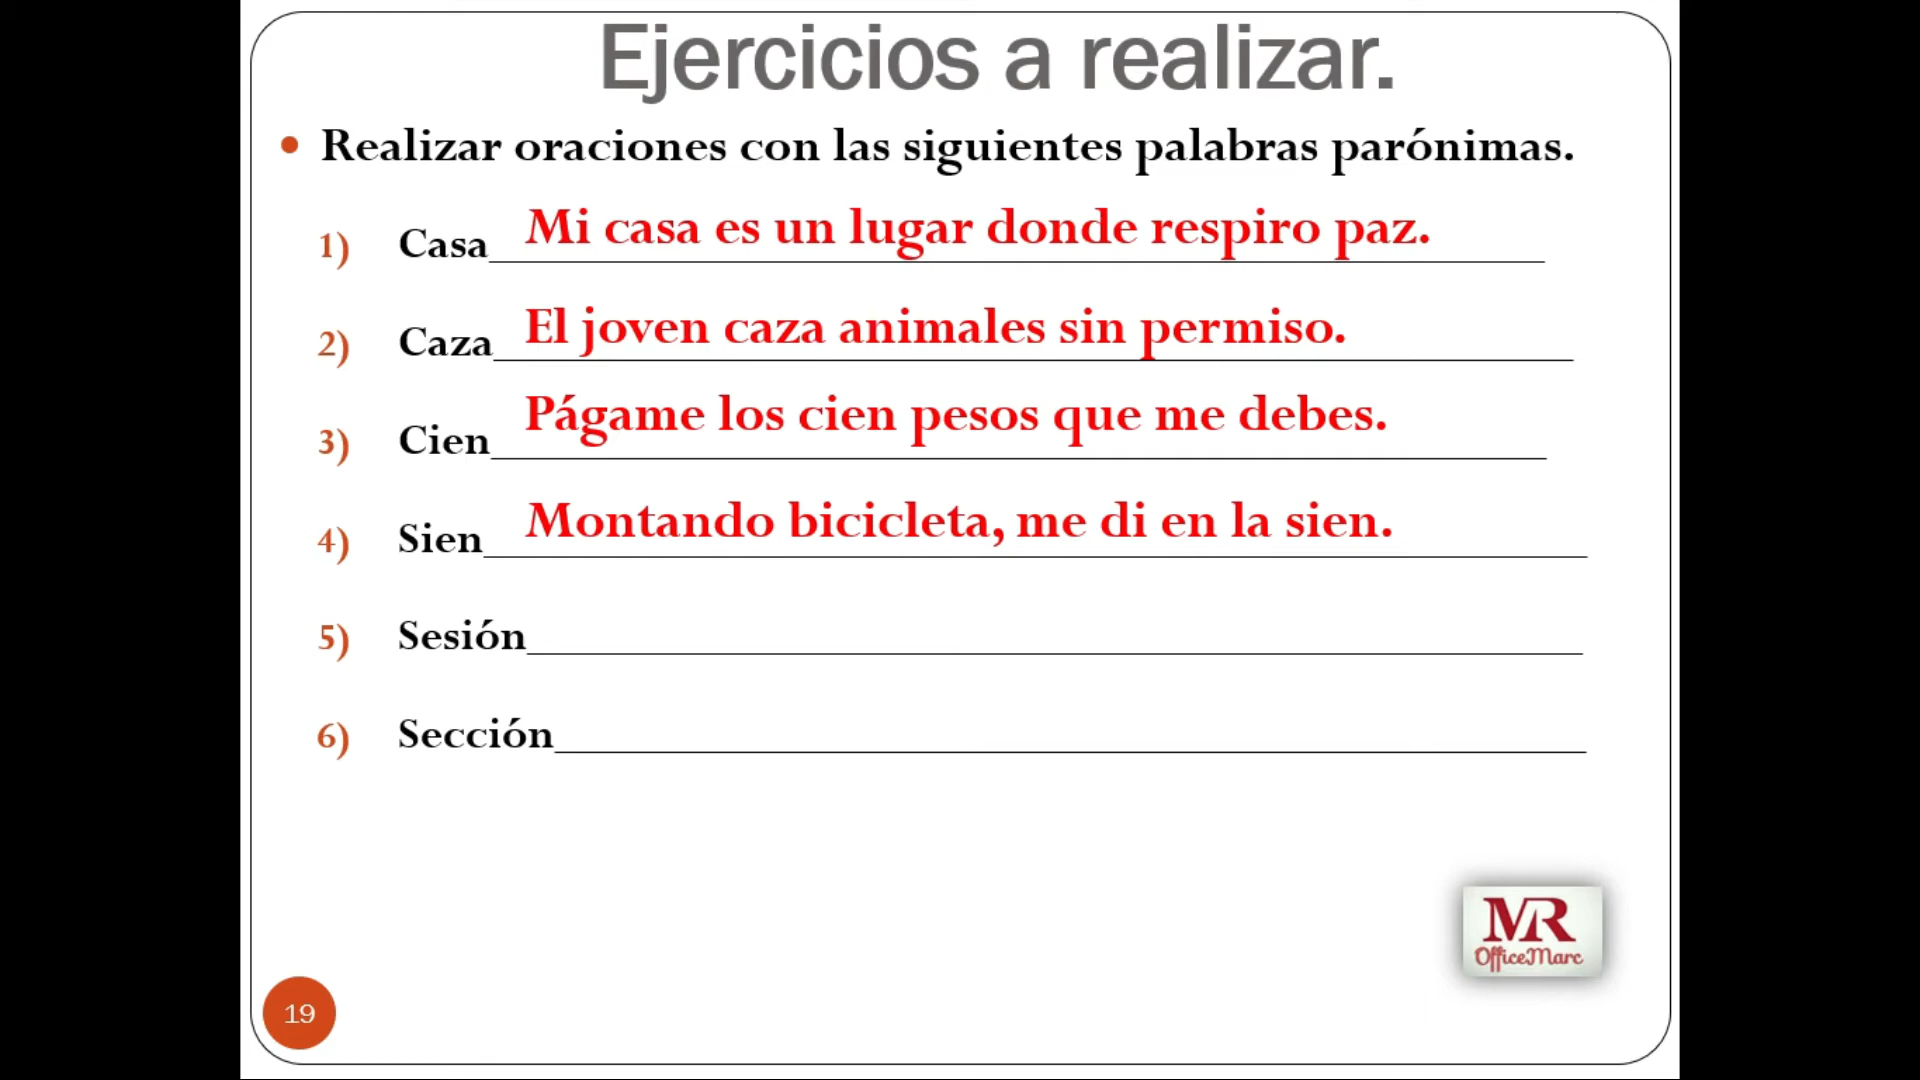 Ejercicios a realizar.
• Realizar oraciones con las siguientes palabras parónimas.
1) Casa Mi casa es un lugar donde respiro paz.
2) Caza El joven caza animales sin permiso.
3) Cien Págame los cien pesos que me debes.
4) Sien Montando bicicleta, me di en la sien.
5) Sesión
6) Sección
MR
OfficeMarc
19